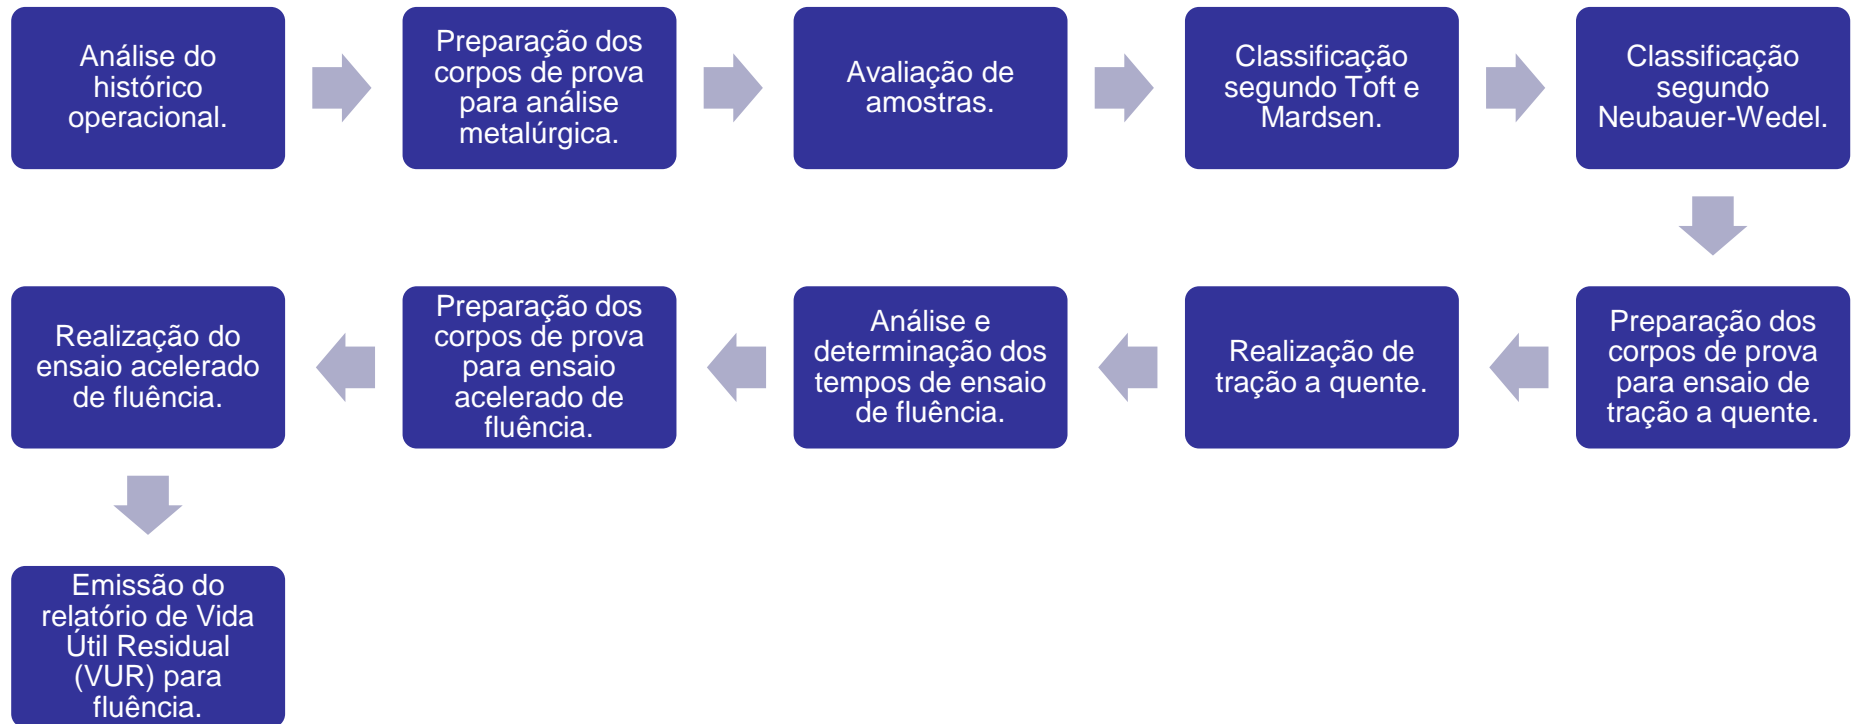 Análise do
histórico
operacional.
Preparação dos
corpos de prova
para análise
metalúrgica.
Avaliação de
amostras.
Classificação
segundo Toft e
Mardsen.
Classificação
segundo
Neubauer-Wedel.
Preparação dos
corpos de prova
para ensaio de
tração a quente.
Realização de
tração a quente.
Análise e
determinação dos
tempos de ensaio
de fluência.
Preparação dos
corpos de prova
para ensaio
acelerado de
fluência.
Realização do
ensaio acelerado
de fluência.
Emissão do
relatório de Vida
Útil Residual
(VUR) para
fluência.